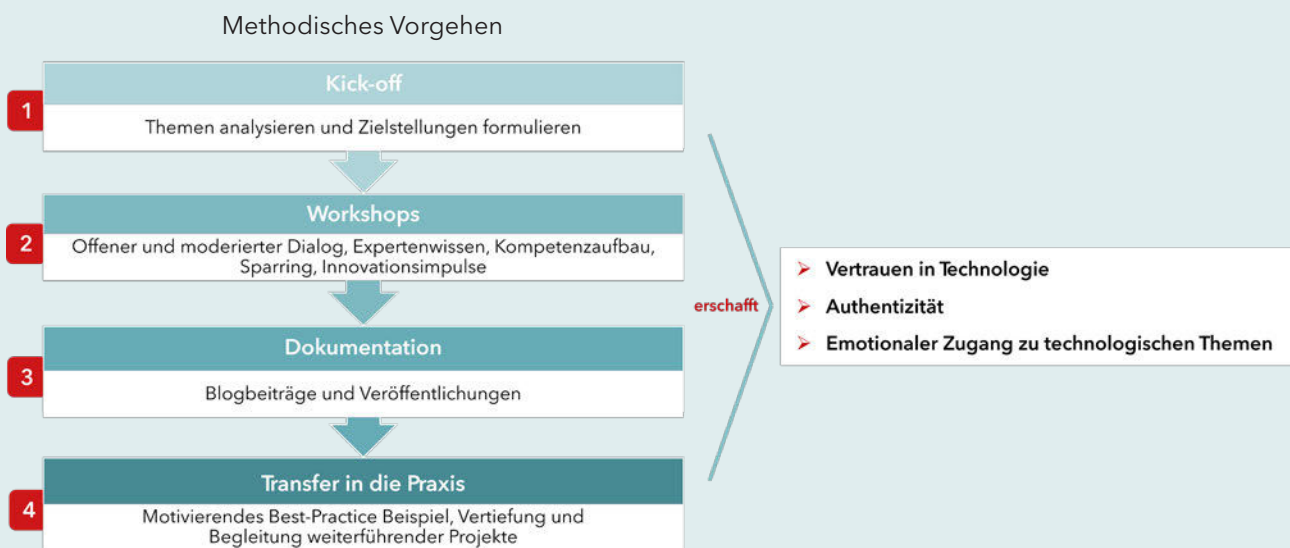 Methodisches Vorgehen
1
Kick-off
Themen analysieren und Zielstellungen formulieren
2
Workshops
Offener und moderierter Dialog, Expertenwissen, Kompetenzaufbau,
Sparring, Innovationsimpulse
3
Dokumentation
Blogbeiträge und Veröffentlichungen
4
Transfer in die Praxis
Motivierendes Best-Practice Beispiel, Vertiefung und
Begleitung weiterführender Projekte
erschafft
Vertrauen in Technologie
Authentizität
Emotionaler Zugang zu technologischen Themen